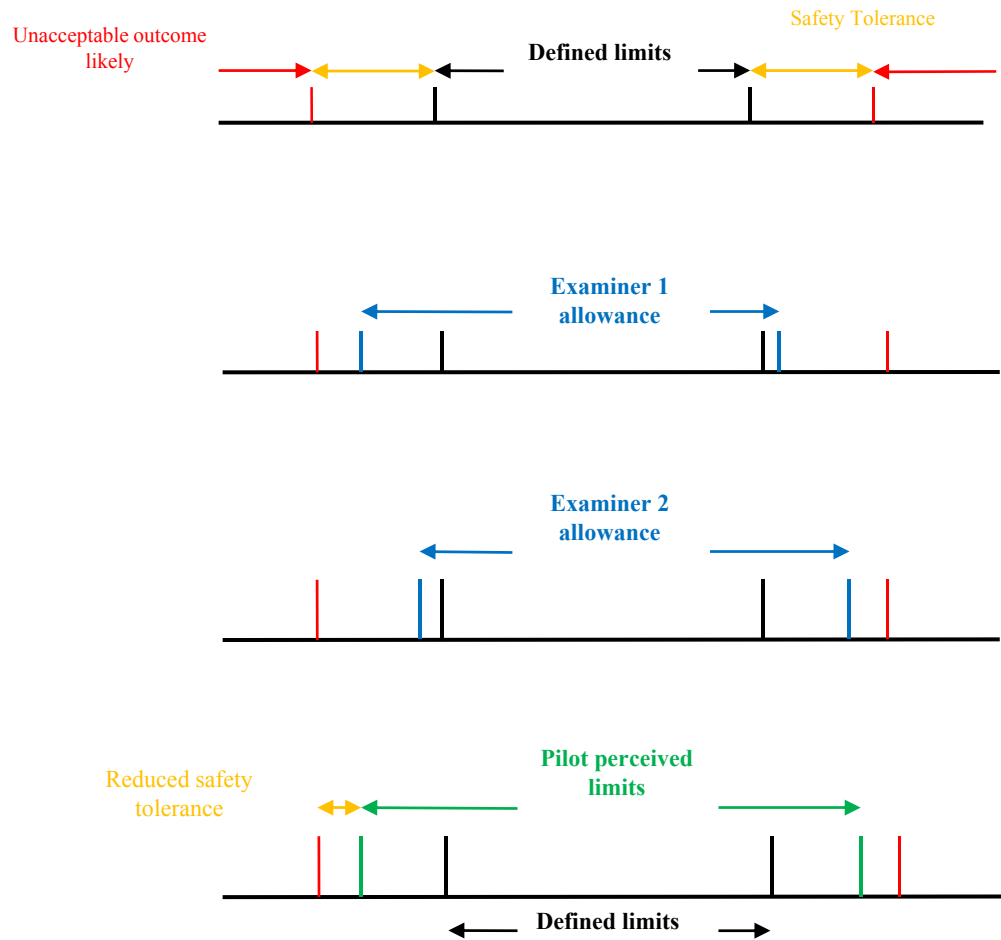 Safety Tolerance
Unacceptable outcome
likely
Defined limits
Examiner 1
allowance
Examiner 2
allowance
Pilot perceived
limits
Reduced safety
tolerance
Defined limits